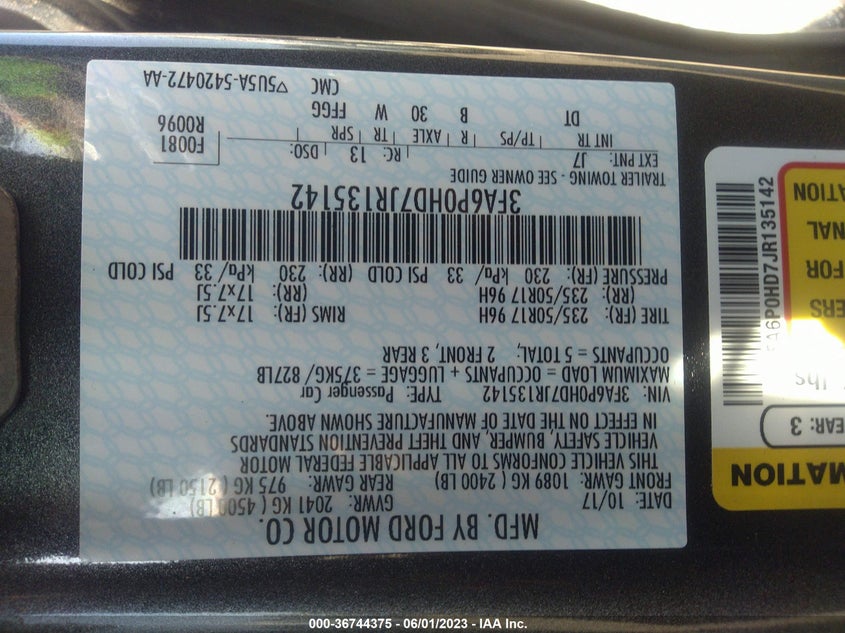 MFD. BY FORD MOTOR CO.
DATE: 10/17 GVWR: 2041 KG ( 4500 LB)
FRONT GAWR: 1089 KG ( 2400 LB) REAR GAWR: 975 KG ( 2150 LB)
THIS VEHICLE CONFORMS TO ALL APPLICABLE FEDERAL MOTOR
VEHICLE SAFETY, BUMPER, AND THEFT PREVENTION STANDARDS
IN EFFECT ON THE DATE OF MANUFACTURE SHOWN ABOVE.
VIN: 3FA6P0HD7JR135142 TYPE: Passenger Car
MAXIMUM LOAD = OCCUPANTS + LUGGAGE = 375KG/ 827LB
OCCUPANTS = 5 TOTAL, 2 FRONT, 3 REAR
TIRE (FR): 235/50R17 96H RIMS (FR): 17x7.5J
(RR): 235/50R17 96H (RR): 17x7.5J
PRESSURE (FR): 230 kPa/ 33 PSI COLD (RR): 230 kPa/ 33 PSI COLD
3FA6P0HD7JR135142
TRAILER TOWING - SEE OWNER GUIDE
EXT PNT: J7 RC: 13 DSO: F0081
R0096
INT TR TP/PS R AXLE TR SPR
DT B 30 W FFGG
CMC ▽5U5A-5420472-AA
MATION
EAR: 3
lbs
ERS
FOR
NAL
ATION
A6P0HD7JR135142
000-36744375 - 06/01/2023 - IAA Inc.